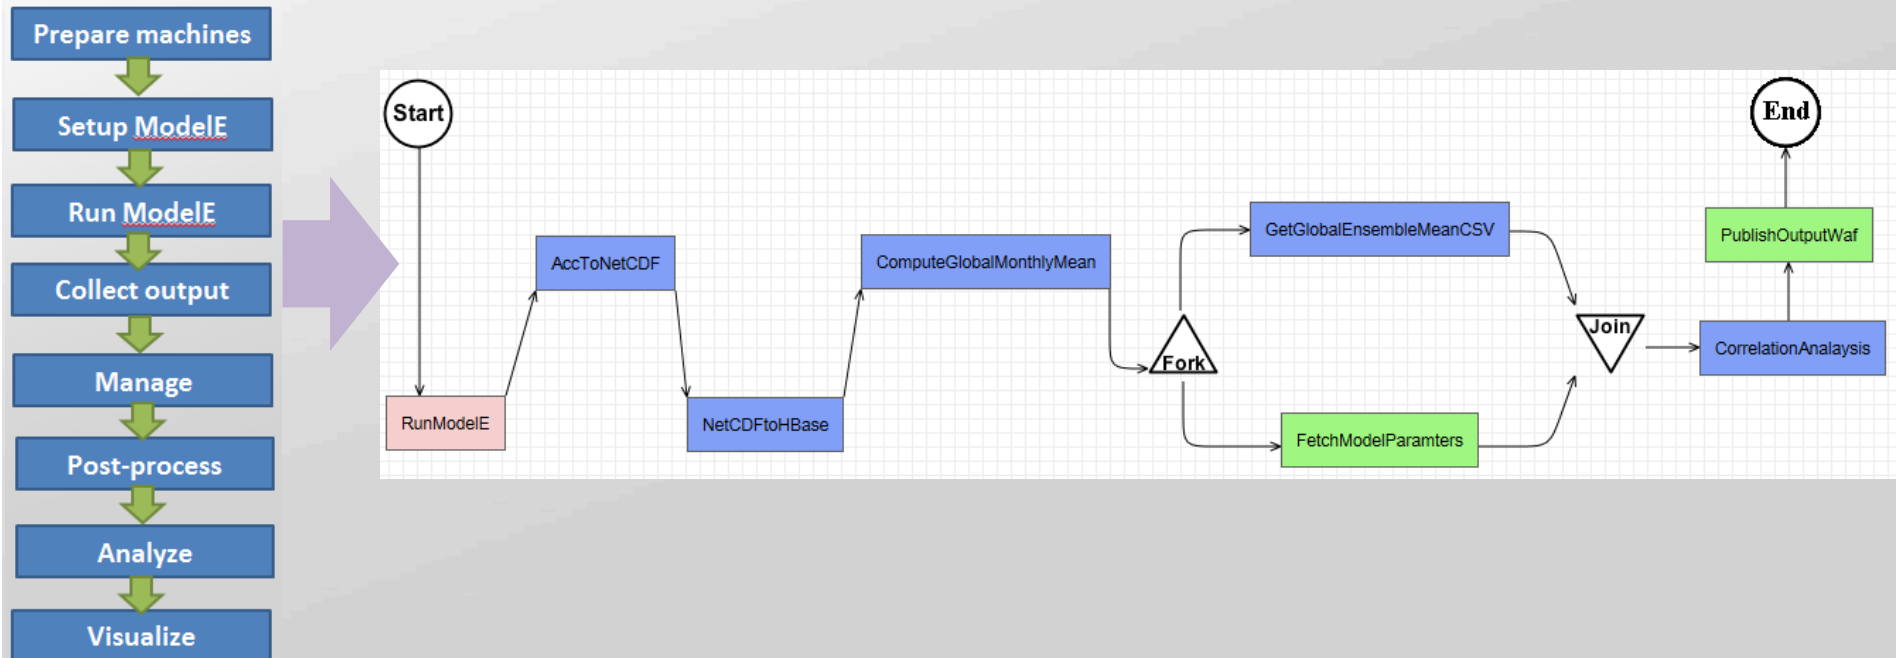 Prepare machines
Setup ModelE
Run ModelE
Collect output
Manage
Post-process
Analyze
Visualize
Start
RunModelE
AccToNetCDF
NetCDFtoHBase
ComputeGlobalMonthlyMean
Fork
GetGlobalEnsembleMeanCSV
FetchModelParamters
Join
CorrelationAnalaysis
PublishOutputWaf
End